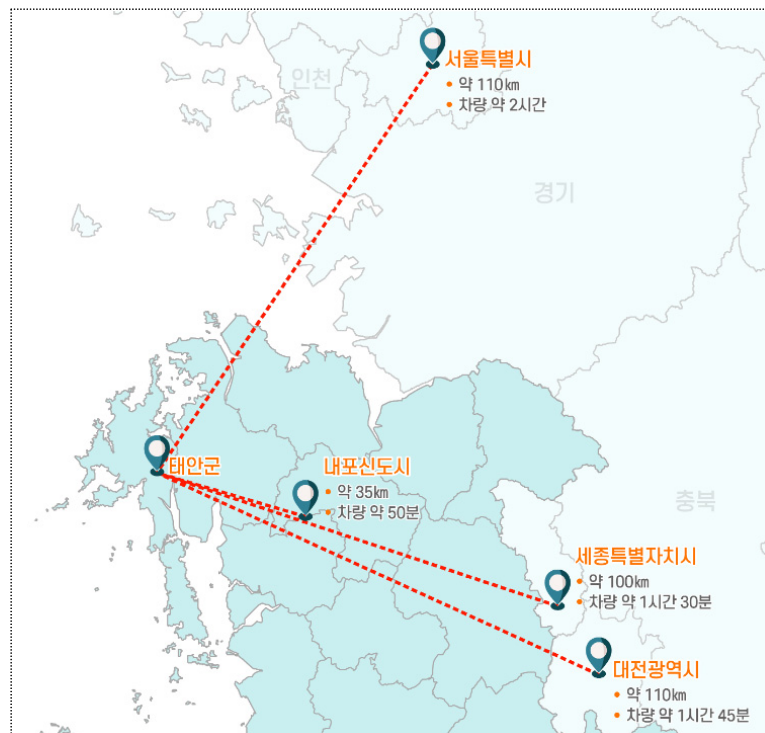 서울특별시
• 약 110㎞
• 차량 약 2시간
인천
경기
태안군
내포신도시
• 약 35㎞
• 차량 약 50분
충북
세종특별자치시
• 약 100㎞
• 차량 약 1시간 30분
대전광역시
• 약 110㎞
• 차량 약 1시간 45분